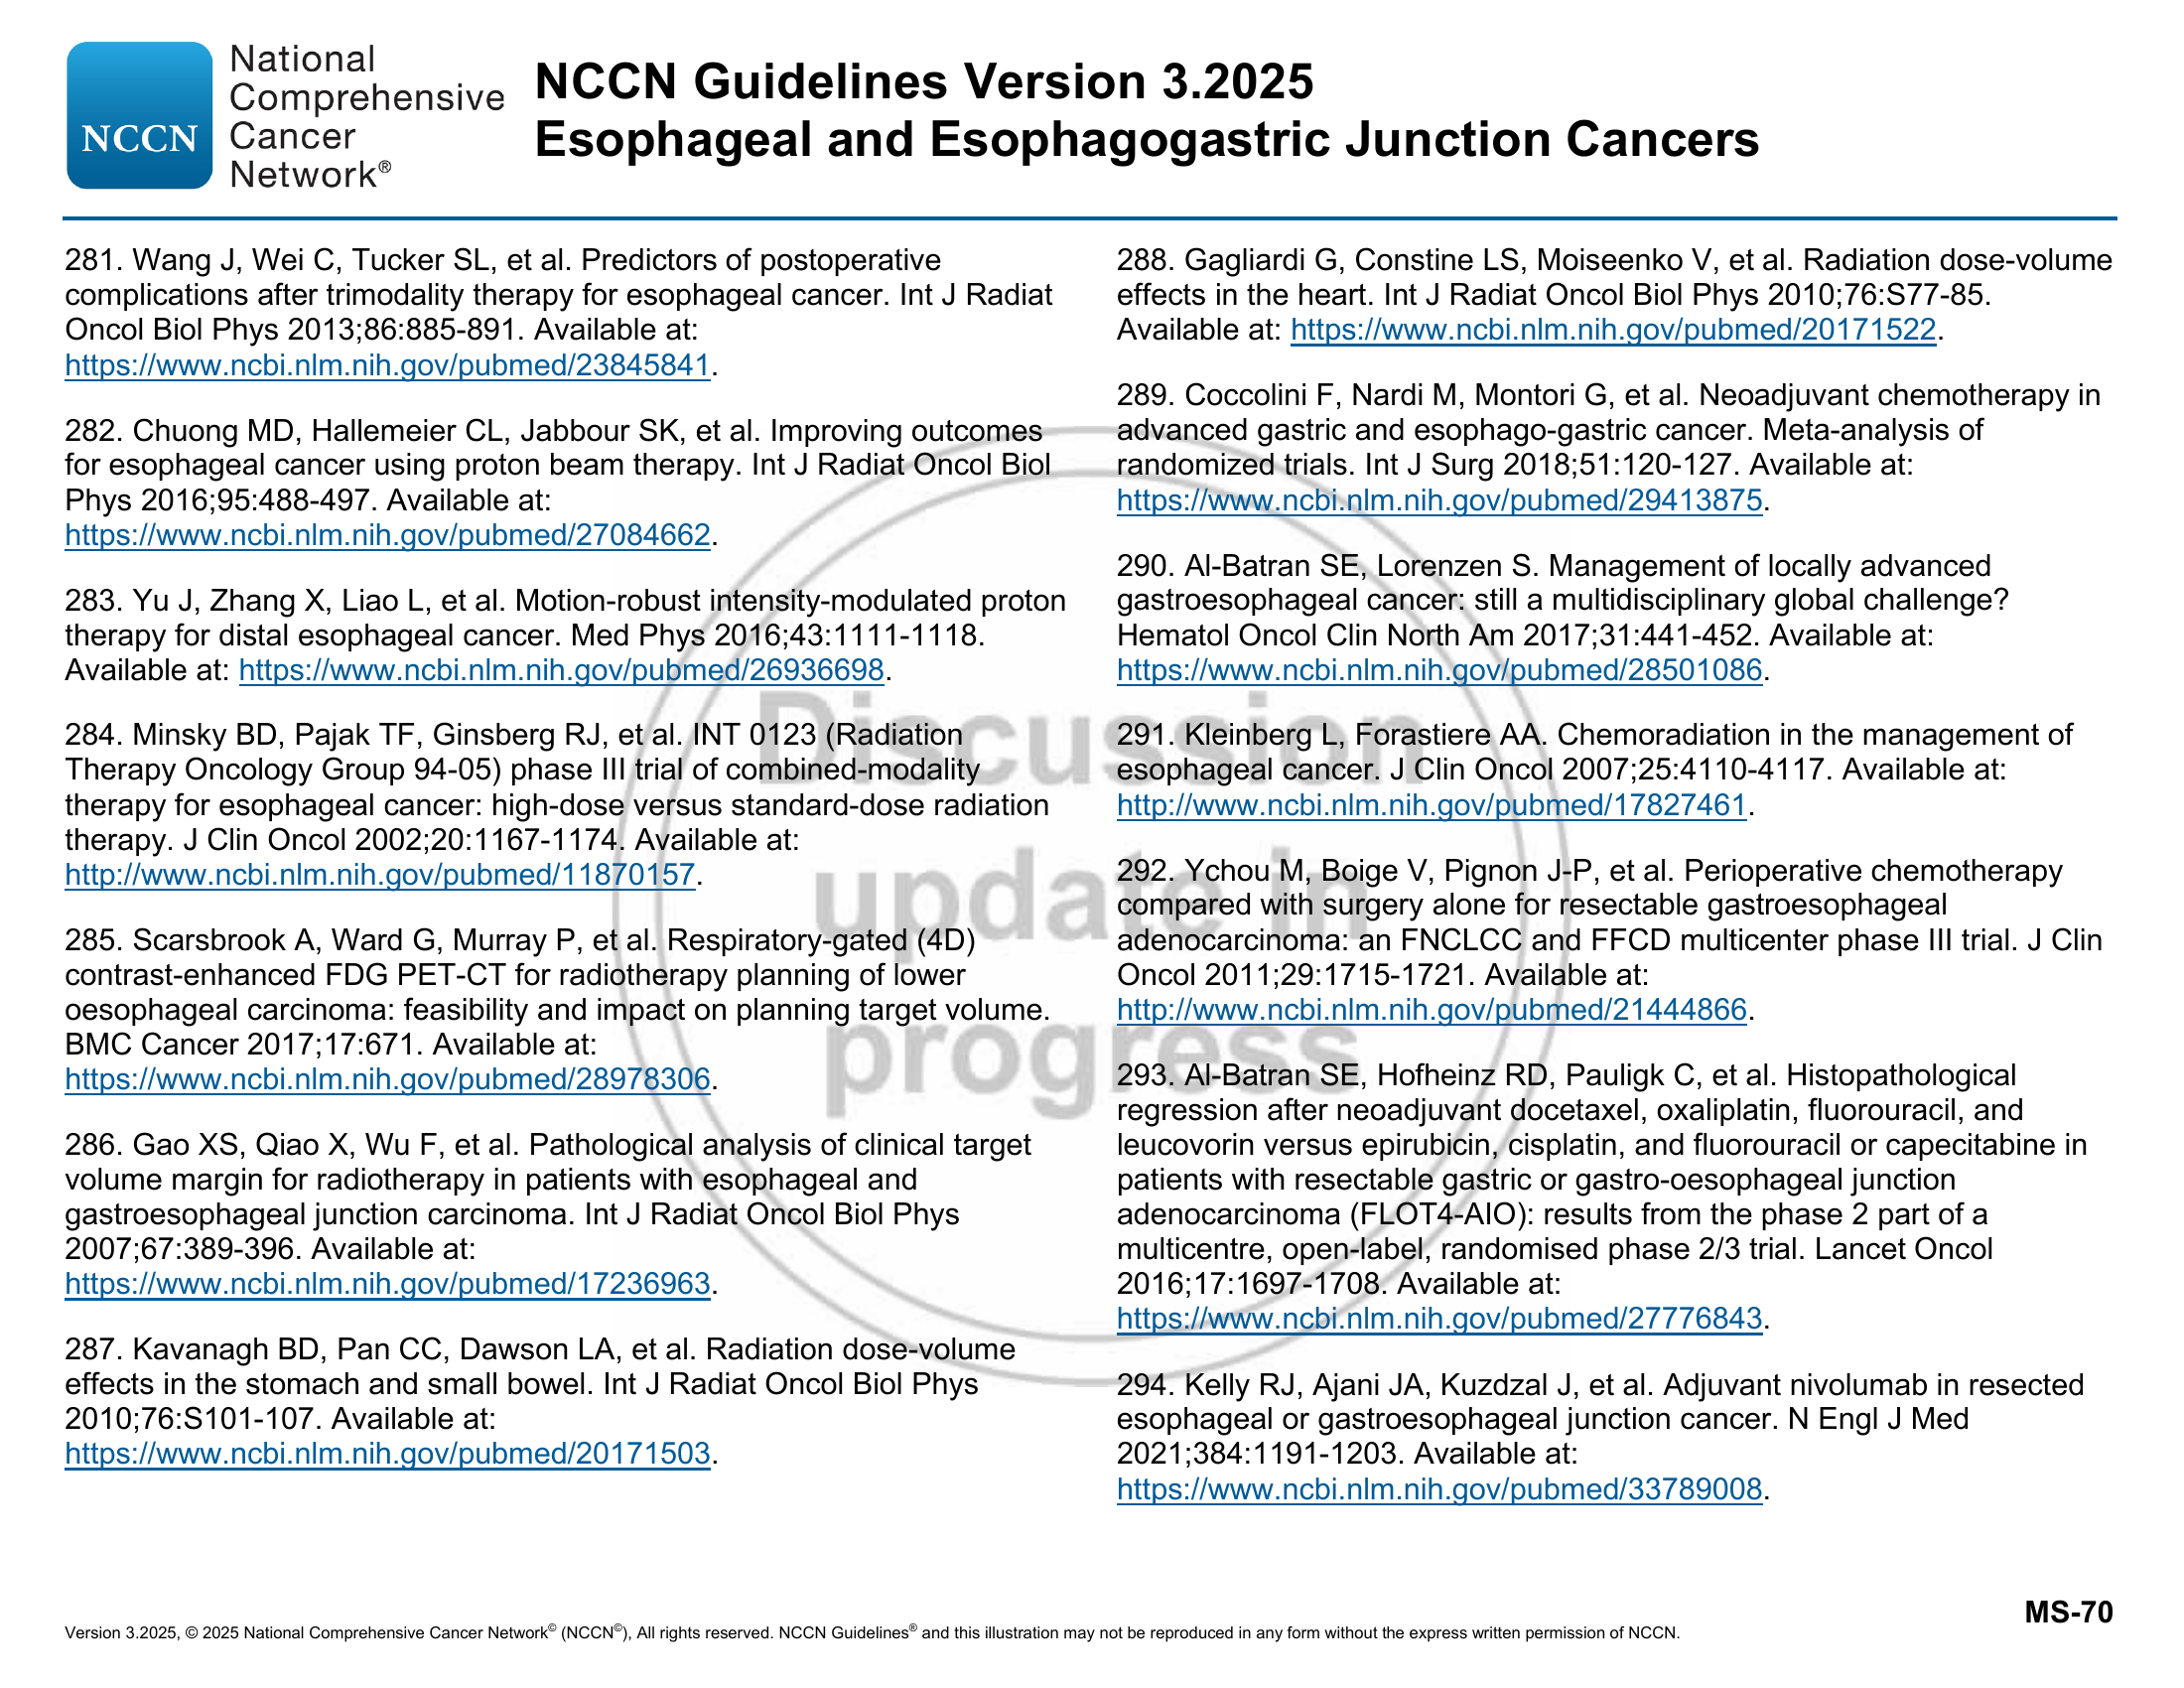 NCCN
National
Comprehensive
Cancer
Network®
NCCN Guidelines Version 3.2025
Esophageal and Esophagogastric Junction Cancers
281. Wang J, Wei C, Tucker SL, et al. Predictors of postoperative
complications after trimodality therapy for esophageal cancer. Int J Radiat
Oncol Biol Phys 2013;86:885-891. Available at:
https://www.ncbi.nlm.nih.gov/pubmed/23845841.
282. Chuong MD, Hallemeier CL, Jabbour SK, et al. Improving outcomes
for esophageal cancer using proton beam therapy. Int J Radiat Oncol Biol
Phys 2016;95:488-497. Available at:
https://www.ncbi.nlm.nih.gov/pubmed/27084662.
283. Yu J, Zhang X, Liao L, et al. Motion-robust intensity-modulated proton
therapy for distal esophageal cancer. Med Phys 2016;43:1111-1118.
Available at: https://www.ncbi.nlm.nih.gov/pubmed/26936698.
284. Minsky BD, Pajak TF, Ginsberg RJ, et al. INT 0123 (Radiation
Therapy Oncology Group 94-05) phase III trial of combined-modality
therapy for esophageal cancer: high-dose versus standard-dose radiation
therapy. J Clin Oncol 2002;20:1167-1174. Available at:
http://www.ncbi.nlm.nih.gov/pubmed/11870157.
285. Scarsbrook A, Ward G, Murray P, et al. Respiratory-gated (4D)
contrast-enhanced FDG PET-CT for radiotherapy planning of lower
oesophageal carcinoma: feasibility and impact on planning target volume.
BMC Cancer 2017;17:671. Available at:
https://www.ncbi.nlm.nih.gov/pubmed/28978306.
286. Gao XS, Qiao X, Wu F, et al. Pathological analysis of clinical target
volume margin for radiotherapy in patients with esophageal and
gastroesophageal junction carcinoma. Int J Radiat Oncol Biol Phys
2007;67:389-396. Available at:
https://www.ncbi.nlm.nih.gov/pubmed/17236963.
287. Kavanagh BD, Pan CC, Dawson LA, et al. Radiation dose-volume
effects in the stomach and small bowel. Int J Radiat Oncol Biol Phys
2010;76:S101-107. Available at:
https://www.ncbi.nlm.nih.gov/pubmed/20171503.
288. Gagliardi G, Constine LS, Moiseenko V, et al. Radiation dose-volume
effects in the heart. Int J Radiat Oncol Biol Phys 2010;76:S77-85.
Available at: https://www.ncbi.nlm.nih.gov/pubmed/20171522.
289. Coccolini F, Nardi M, Montori G, et al. Neoadjuvant chemotherapy in
advanced gastric and esophago-gastric cancer. Meta-analysis of
randomized trials. Int J Surg 2018;51:120-127. Available at:
https://www.ncbi.nlm.nih.gov/pubmed/29413875.
290. Al-Batran SE, Lorenzen S. Management of locally advanced
gastroesophageal cancer: still a multidisciplinary global challenge?
Hematol Oncol Clin North Am 2017;31:441-452. Available at:
https://www.ncbi.nlm.nih.gov/pubmed/28501086.
291. Kleinberg L, Forastiere AA. Chemoradiation in the management of
esophageal cancer. J Clin Oncol 2007;25:4110-4117. Available at:
http://www.ncbi.nlm.nih.gov/pubmed/17827461.
292. Ychou M, Boige V, Pignon J-P, et al. Perioperative chemotherapy
compared with surgery alone for resectable gastroesophageal
adenocarcinoma: an FNCLCC and FFCD multicenter phase III trial. J Clin
Oncol 2011;29:1715-1721. Available at:
http://www.ncbi.nlm.nih.gov/pubmed/21444866.
293. Al-Batran SE, Hofheinz RD, Pauligk C, et al. Histopathological
regression after neoadjuvant docetaxel, oxaliplatin, fluorouracil, and
leucovorin versus epirubicin, cisplatin, and fluorouracil or capecitabine in
patients with resectable gastric or gastro-oesophageal junction
adenocarcinoma (FLOT4-AIO): results from the phase 2 part of a
multicentre, open-label, randomised phase 2/3 trial. Lancet Oncol
2016;17:1697-1708. Available at:
https://www.ncbi.nlm.nih.gov/pubmed/27776843.
294. Kelly RJ, Ajani JA, Kuzdzal J, et al. Adjuvant nivolumab in resected
esophageal or gastroesophageal junction cancer. N Engl J Med
2021;384:1191-1203. Available at:
https://www.ncbi.nlm.nih.gov/pubmed/33789008.
Discussion
update in
progress
MS-70
Version 3.2025, © 2025 National Comprehensive Cancer Network© (NCCN©), All rights reserved. NCCN Guidelines® and this illustration may not be reproduced in any form without the express written permission of NCCN.